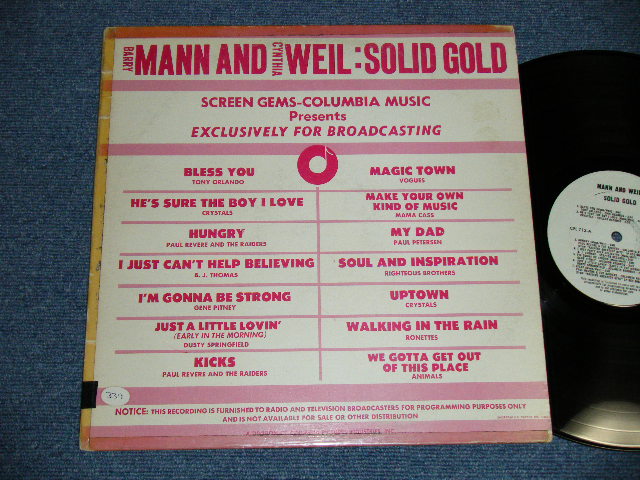 BARRY MANN AND CYNTHIA WEIL: SOLID GOLD
SCREEN GEMS-COLUMBIA MUSIC
Presents
EXCLUSIVELY FOR BROADCASTING
BLESS YOU
TONY ORLANDO
HE'S SURE THE BOY I LOVE
CRYSTALS
HUNGRY
PAUL REVERE AND THE RAIDERS
I JUST CAN'T HELP BELIEVING
B. J. THOMAS
I'M GONNA BE STRONG
GENE PITNEY
JUST A LITTLE LOVIN'
(EARLY IN THE MORNING)
DUSTY SPRINGFIELD
KICKS
PAUL REVERE AND THE RAIDERS
MAGIC TOWN
VOGUES
MAKE YOUR OWN
KIND OF MUSIC
MAMA CASS
MY DAD
PAUL PETERSEN
SOUL AND INSPIRATION
RIGHTEOUS BROTHERS
UPTOWN
CRYSTALS
WALKING IN THE RAIN
RONETTES
WE GOTTA GET OUT
OF THIS PLACE
ANIMALS
339
NOTICE: THIS RECORDING IS FURNISHED TO RADIO AND TELEVISION BROADCASTERS FOR PROGRAMMING PURPOSES ONLY
AND IS NOT AVAILABLE FOR SALE OR OTHER DISTRIBUTION
MANN AND WEIL
SOLID GOLD